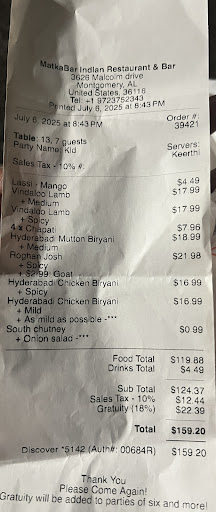 MatkaBar Indian Restaurant & Bar
3626 Malcolm drive
Montgomery, AL
United States, 36116
Tel: +1 9723752343
Printed July 6, 2025 at 8:43 PM
July 6, 2025 at 8:43 PM Order #: 39421
Table: 13, 7 guests Servers:
Party Name: Kid Keerthi
Sales Tax - 10% #:
Lassi - Mango $4.49
Vindaloo Lamb $17.99
+ Medium
Vindaloo Lamb $17.99
+ Spicy
4 x Chapati $7.96
Hyderabadi Mutton Biryani $18.99
+ Medium
Roghan Josh $21.98
+ Spicy
+ $2.99 Goat
Hyderabadi Chicken Biryani $16.99
+ Spicy
Hyderabadi Chicken Biryani $16.99
+ Mild
+ As mild as possible -***
South chutney $0.99
+ Onion salad -***
Food Total $119.88
Drinks Total $4.49
Sub Total $124.37
Sales Tax - 10% $12.44
Gratuity (18%) $22.39
Total $159.20
Discover *5142 (Auth#: 00684R) $159.20
Thank You
Please Come Again!
Gratuity will be added to parties of six and more!